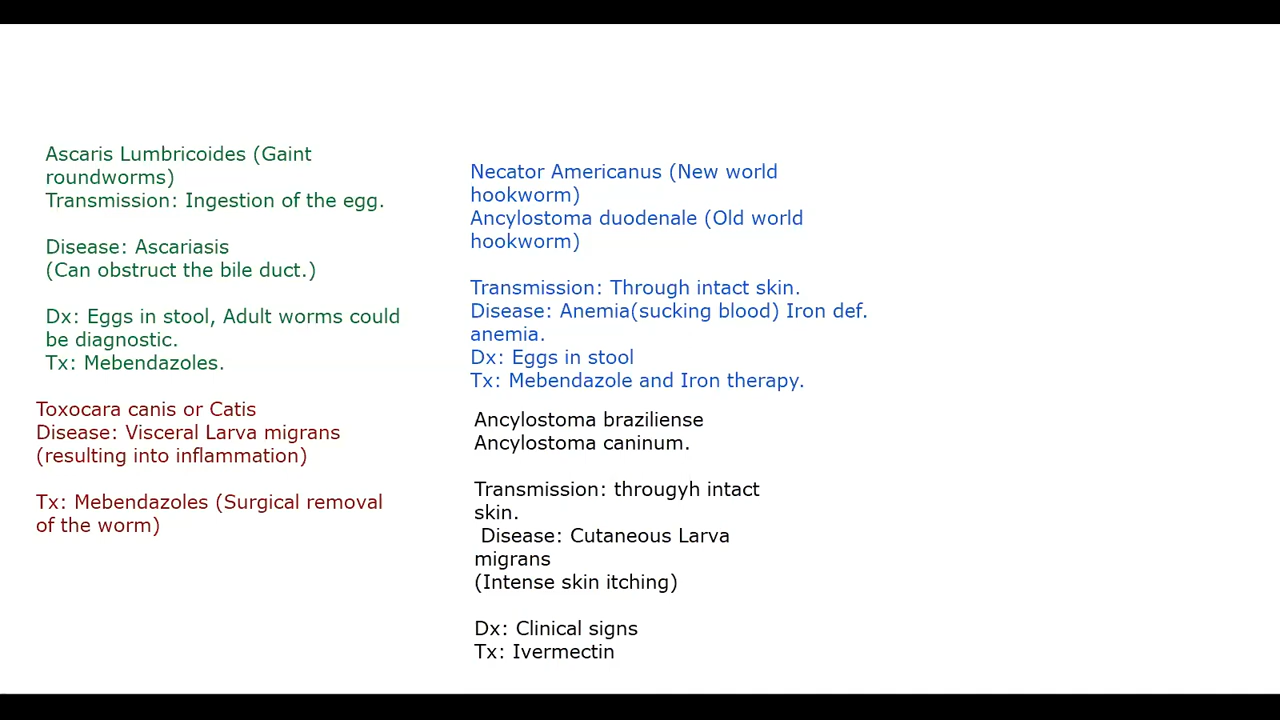 Ascaris Lumbricoides (Gaint
roundworms)
Transmission: Ingestion of the egg.
Disease: Ascariasis
(Can obstruct the bile duct.)
Dx: Eggs in stool, Adult worms could
be diagnostic.
Tx: Mebendazoles.
Toxocara canis or Catis
Disease: Visceral Larva migrans
(resulting into inflammation)
Tx: Mebendazoles (Surgical removal
of the worm)
Necator Americanus (New world
hookworm)
Ancylostoma duodenale (Old world
hookworm)
Transmission: Through intact skin.
Disease: Anemia(sucking blood) Iron def.
anemia.
Dx: Eggs in stool
Tx: Mebendazole and Iron therapy.
Ancylostoma braziliense
Ancylostoma caninum.
Transmission: througyh intact
skin.
Disease: Cutaneous Larva
migrans
(Intense skin itching)
Dx: Clinical signs
Tx: Ivermectin